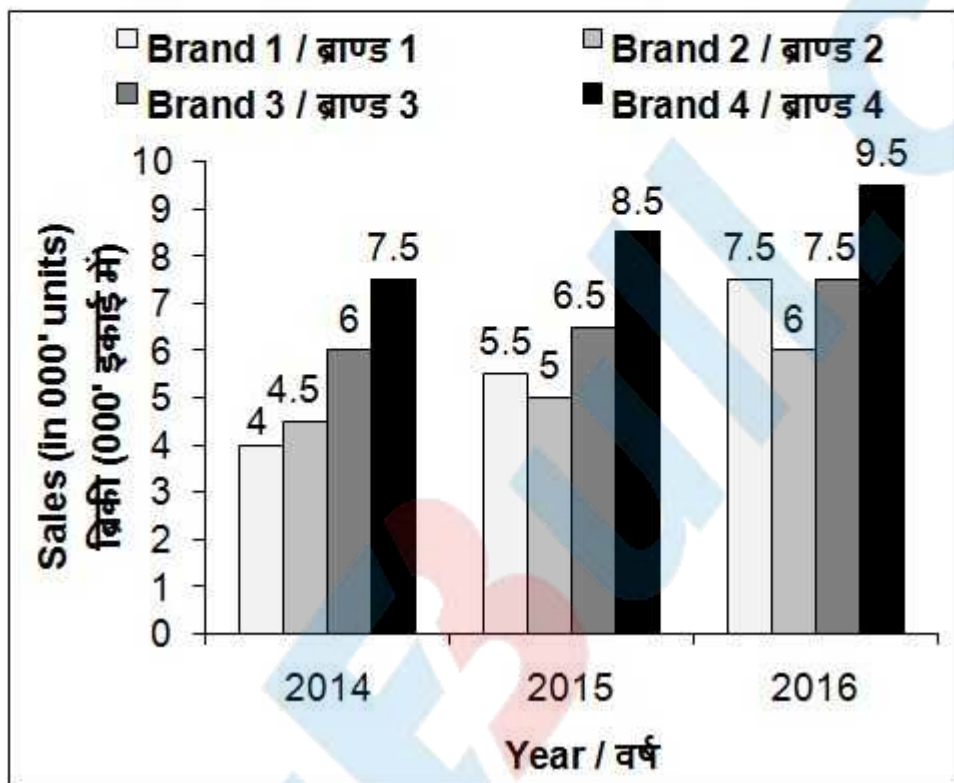 Brand 1 / ब्राण्ड 1 Brand 2 / ब्राण्ड 2
Brand 3 / ब्राण्ड 3 Brand 4 / ब्राण्ड 4
Sales (in 000' units)
बिक्री (000' इकाई में)
10
9
8
7
6
5
4
3
2
1
0
4 4.5 6 7.5
5.5 5 6.5 8.5
7.5 6 7.5 9.5
2014 2015 2016
Year / वर्ष